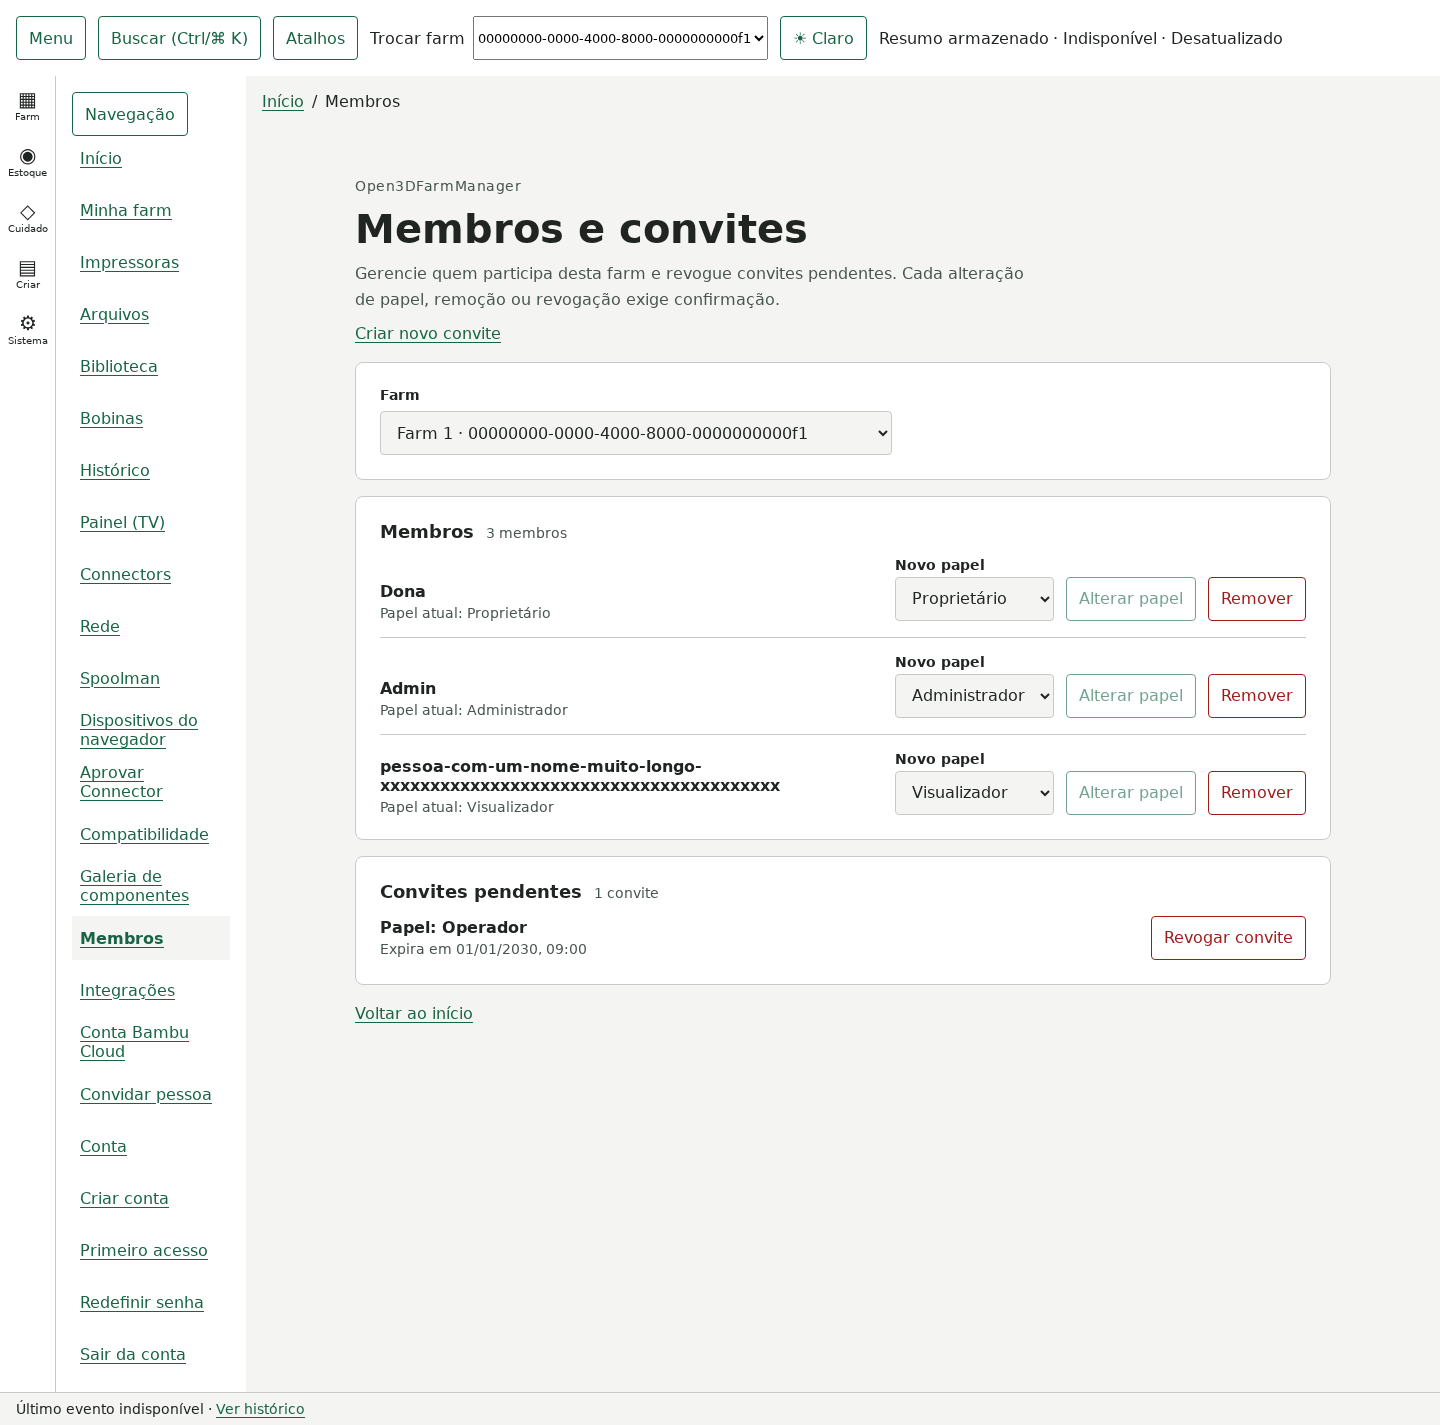 Menu
Buscar (Ctrl/⌘ K)
Atalhos
Trocar farm
00000000-0000-4000-8000-0000000000f1
☀ Claro
Resumo armazenado · Indisponível · Desatualizado
Farm
Estoque
Cuidado
Criar
Sistema
Navegação
Início
Minha farm
Impressoras
Arquivos
Biblioteca
Bobinas
Histórico
Painel (TV)
Connectors
Rede
Spoolman
Dispositivos do
navegador
Aprovar
Connector
Compatibilidade
Galeria de
componentes
Membros
Integrações
Conta Bambu
Cloud
Convidar pessoa
Conta
Criar conta
Primeiro acesso
Redefinir senha
Sair da conta
Início / Membros
Open3DFarmManager
Membros e convites
Gerencie quem participa desta farm e revogue convites pendentes. Cada alteração
de papel, remoção ou revogação exige confirmação.
Criar novo convite
Farm
Farm 1 · 00000000-0000-4000-8000-0000000000f1
Membros 3 membros
Dona
Papel atual: Proprietário
Novo papel
Proprietário
Alterar papel
Remover
Admin
Papel atual: Administrador
Novo papel
Administrador
Alterar papel
Remover
pessoa-com-um-nome-muito-longo-
xxxxxxxxxxxxxxxxxxxxxxxxxxxxxxxxxxxxxxxx
Papel atual: Visualizador
Novo papel
Visualizador
Alterar papel
Remover
Convites pendentes 1 convite
Papel: Operador
Expira em 01/01/2030, 09:00
Revogar convite
Voltar ao início
Último evento indisponível · Ver histórico